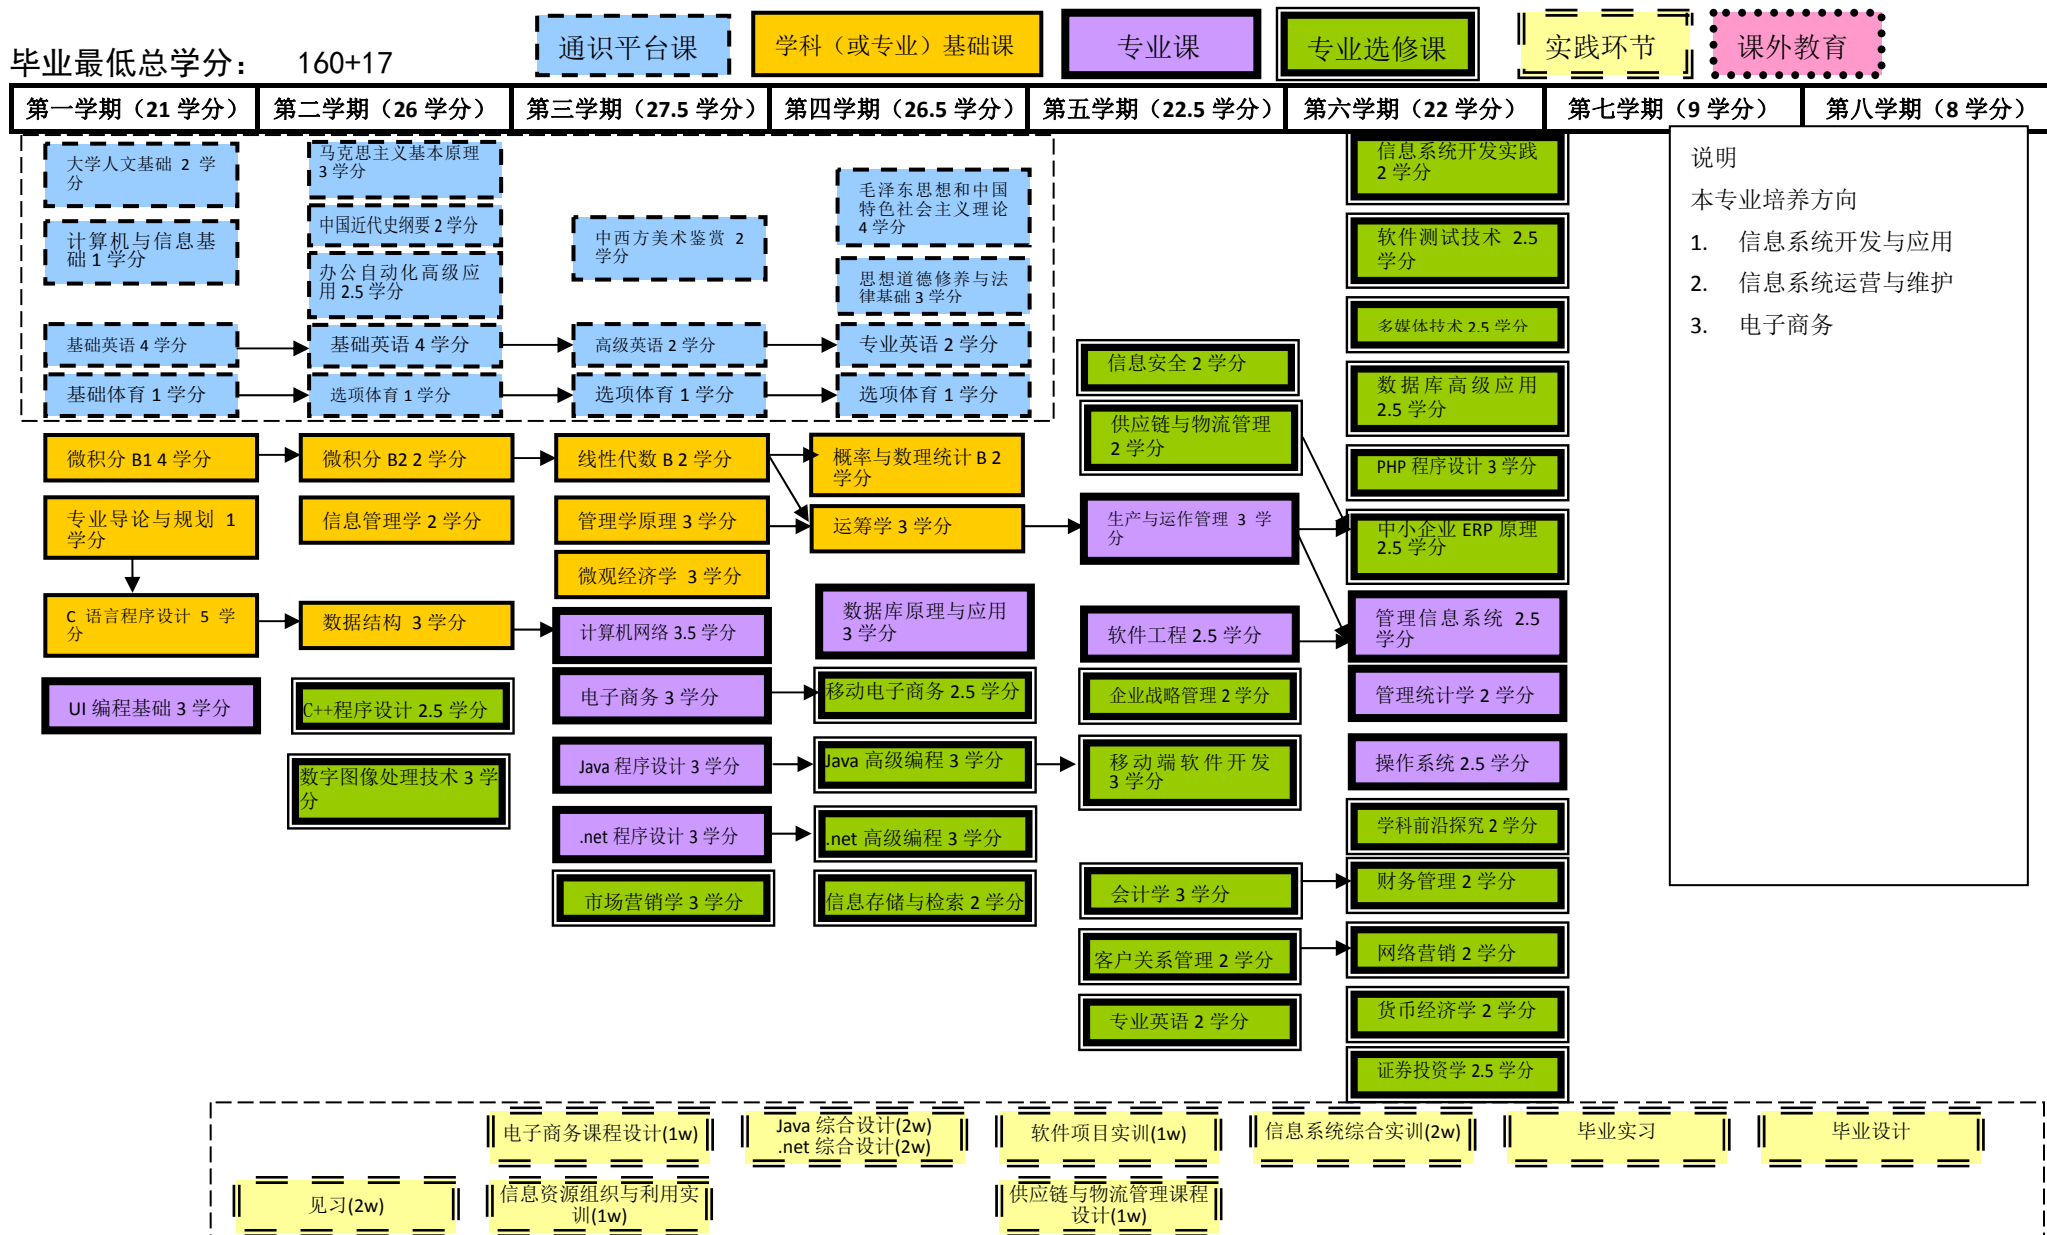 毕业最低总学分： 160+17
通识平台课
学科（或专业）基础课
专业课
专业选修课
实践环节
课外教育
第一学期（21 学分）
第二学期（26 学分）
第三学期（27.5 学分）
第四学期（26.5 学分）
第五学期（22.5 学分）
第六学期（22 学分）
第七学期（9 学分）
第八学期（8 学分）
大学人文基础 2 学
分
计算机与信息基
础 1 学分
基础英语 4 学分
基础体育 1 学分
微积分 B1 4 学分
专业导论与规划 1
学分
C 语言程序设计 5 学
分
UI 编程基础 3 学分
马克思主义基本原理
3 学分
中国近代史纲要 2 学分
办公自动化高级应
用 2.5 学分
基础英语 4 学分
选项体育 1 学分
微积分 B2 2 学分
信息管理学 2 学分
数据结构 3 学分
C++程序设计 2.5 学分
数字图像处理技术 3 学
分
中西方美术鉴赏 2
学分
高级英语 2 学分
选项体育 1 学分
线性代数 B 2 学分
管理学原理 3 学分
微观经济学 3 学分
计算机网络 3.5 学分
电子商务 3 学分
Java 程序设计 3 学分
.net 程序设计 3 学分
市场营销学 3 学分
毛泽东思想和中国
特色社会主义理论
4 学分
思想道德修养与法
律基础 3 学分
专业英语 2 学分
选项体育 1 学分
概率与数理统计 B 2
学分
运筹学 3 学分
数据库原理与应用
3 学分
移动电子商务 2.5 学分
Java 高级编程 3 学分
.net 高级编程 3 学分
信息存储与检索 2 学分
信息安全 2 学分
供应链与物流管理
2 学分
生产与运作管理 3 学
分
软件工程 2.5 学分
企业战略管理 2 学分
移动端软件开发
3 学分
会计学 3 学分
客户关系管理 2 学分
专业英语 2 学分
信息系统开发实践
2 学分
软件测试技术 2.5
学分
多媒体技术 2.5 学分
数据库高级应用
2.5 学分
PHP 程序设计 3 学分
中小企业 ERP 原理
2.5 学分
管理信息系统 2.5
学分
管理统计学 2 学分
操作系统 2.5 学分
学科前沿探究 2 学分
财务管理 2 学分
网络营销 2 学分
货币经济学 2 学分
证券投资学 2.5 学分
说明
本专业培养方向
1. 信息系统开发与应用
2. 信息系统运营与维护
3. 电子商务
电子商务课程设计(1w)
Java 综合设计(2w)
.net 综合设计(2w)
软件项目实训(1w)
信息系统综合实训(2w)
毕业实习
毕业设计
见习(2w)
信息资源组织与利用实
训(1w)
供应链与物流管理课程
设计(1w)